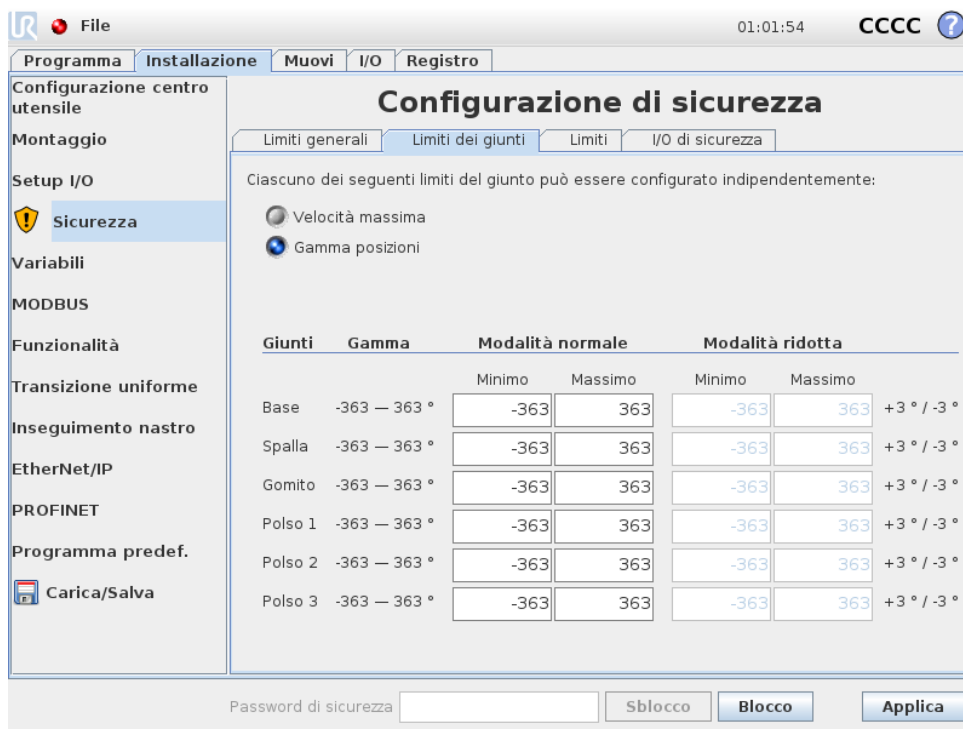 UR File 01:01:54 CCCC ?
Programma Installazione Muovi I/O Registro
Configurazione centro
utensile
Montaggio
Setup I/O
Sicurezza
Variabili
MODBUS
Funzionalità
Transizione uniforme
Inseguimento nastro
EtherNet/IP
PROFINET
Programma predef.
Carica/Salva
Configurazione di sicurezza
Limiti generali Limiti dei giunti Limiti I/O di sicurezza
Ciascuno dei seguenti limiti del giunto può essere configurato indipendentemente:
Velocità massima
Gamma posizioni
Giunti Gamma Modalità normale Modalità ridotta
Minimo Massimo Minimo Massimo
Base -363 — 363 ° -363 363 -363 363 +3 ° / -3 °
Spalla -363 — 363 ° -363 363 -363 363 +3 ° / -3 °
Gomito -363 — 363 ° -363 363 -363 363 +3 ° / -3 °
Polso 1 -363 — 363 ° -363 363 -363 363 +3 ° / -3 °
Polso 2 -363 — 363 ° -363 363 -363 363 +3 ° / -3 °
Polso 3 -363 — 363 ° -363 363 -363 363 +3 ° / -3 °
Password di sicurezza Sblocco Blocco Applica